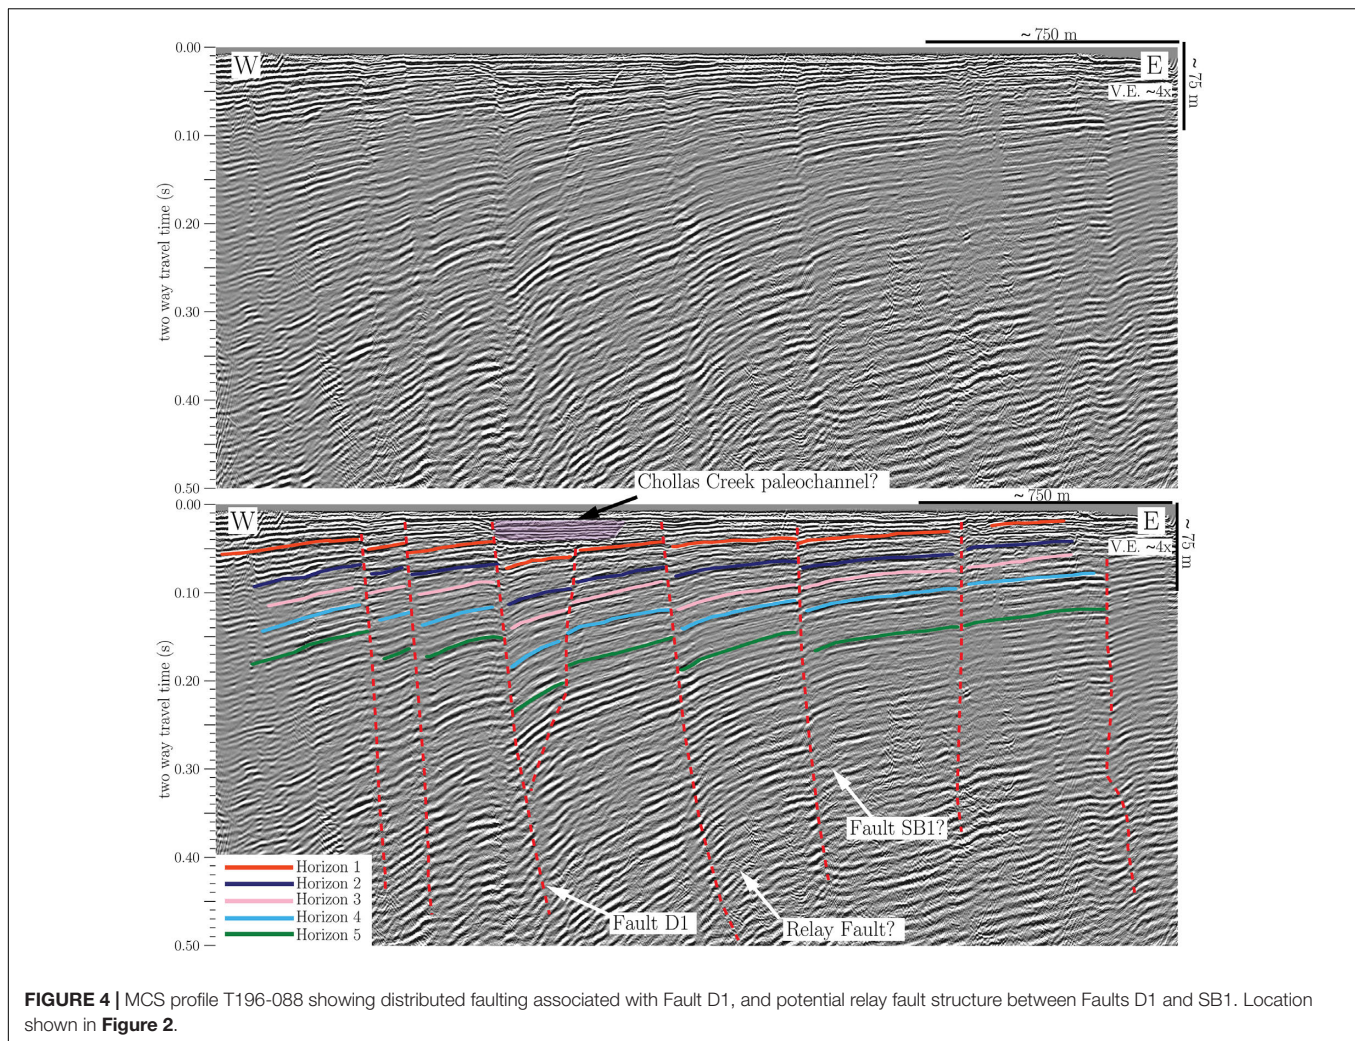 ~ 750 m
0.00
W
E
V.E. ~4x
~ 75 m
0.10
0.20
two way travel time (s)
0.30
0.40
0.50
Chollas Creek paleochannel?
~ 750 m
0.00
W
E
V.E. ~4x
~ 75 m
0.10
0.20
two way travel time (s)
0.30
Fault SB1?
0.40
Horizon 1
Horizon 2
Horizon 3
Horizon 4
Horizon 5
Fault D1
Relay Fault?
0.50
FIGURE 4 | MCS profile T196-088 showing distributed faulting associated with Fault D1, and potential relay fault structure between Faults D1 and SB1. Location
shown in Figure 2.